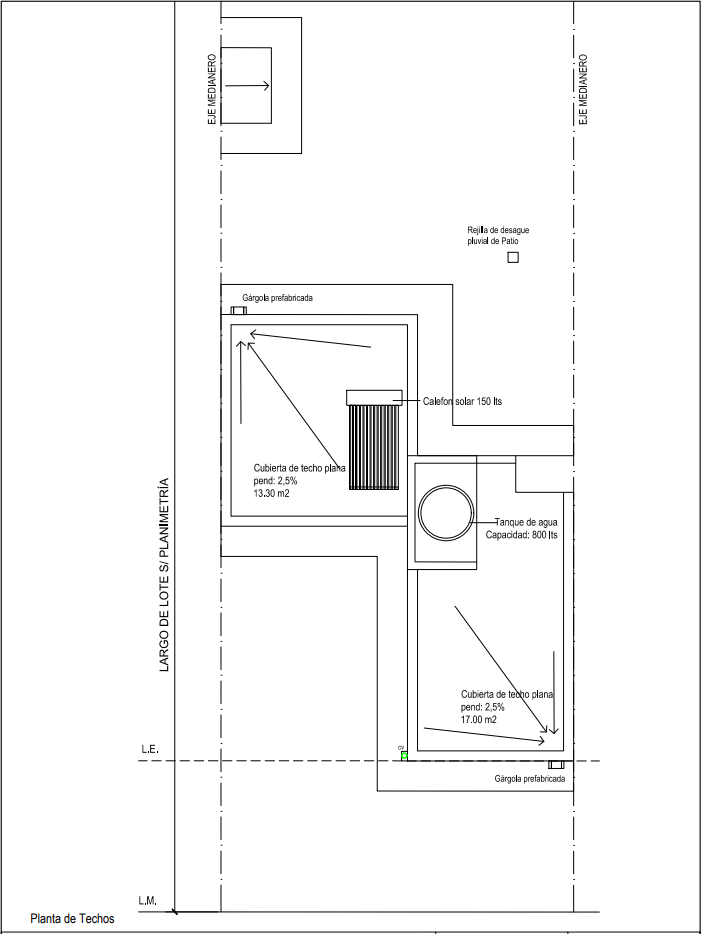 EJE MEDIANERO
EJE MEDIANERO
Rejilla de desague
pluvial de Patio
Gárgola prefabricada
Calefon solar 150 lts
Cubierta de techo plana
pend: 2,5%
13.30 m2
LARGO DE LOTE S/ PLANIMETRÍA
Tanque de agua
Capacidad: 800 lts
Cubierta de techo plana
pend: 2,5%
17.00 m2
L.E.
CV
Gárgola prefabricada
L.M.
Planta de Techos